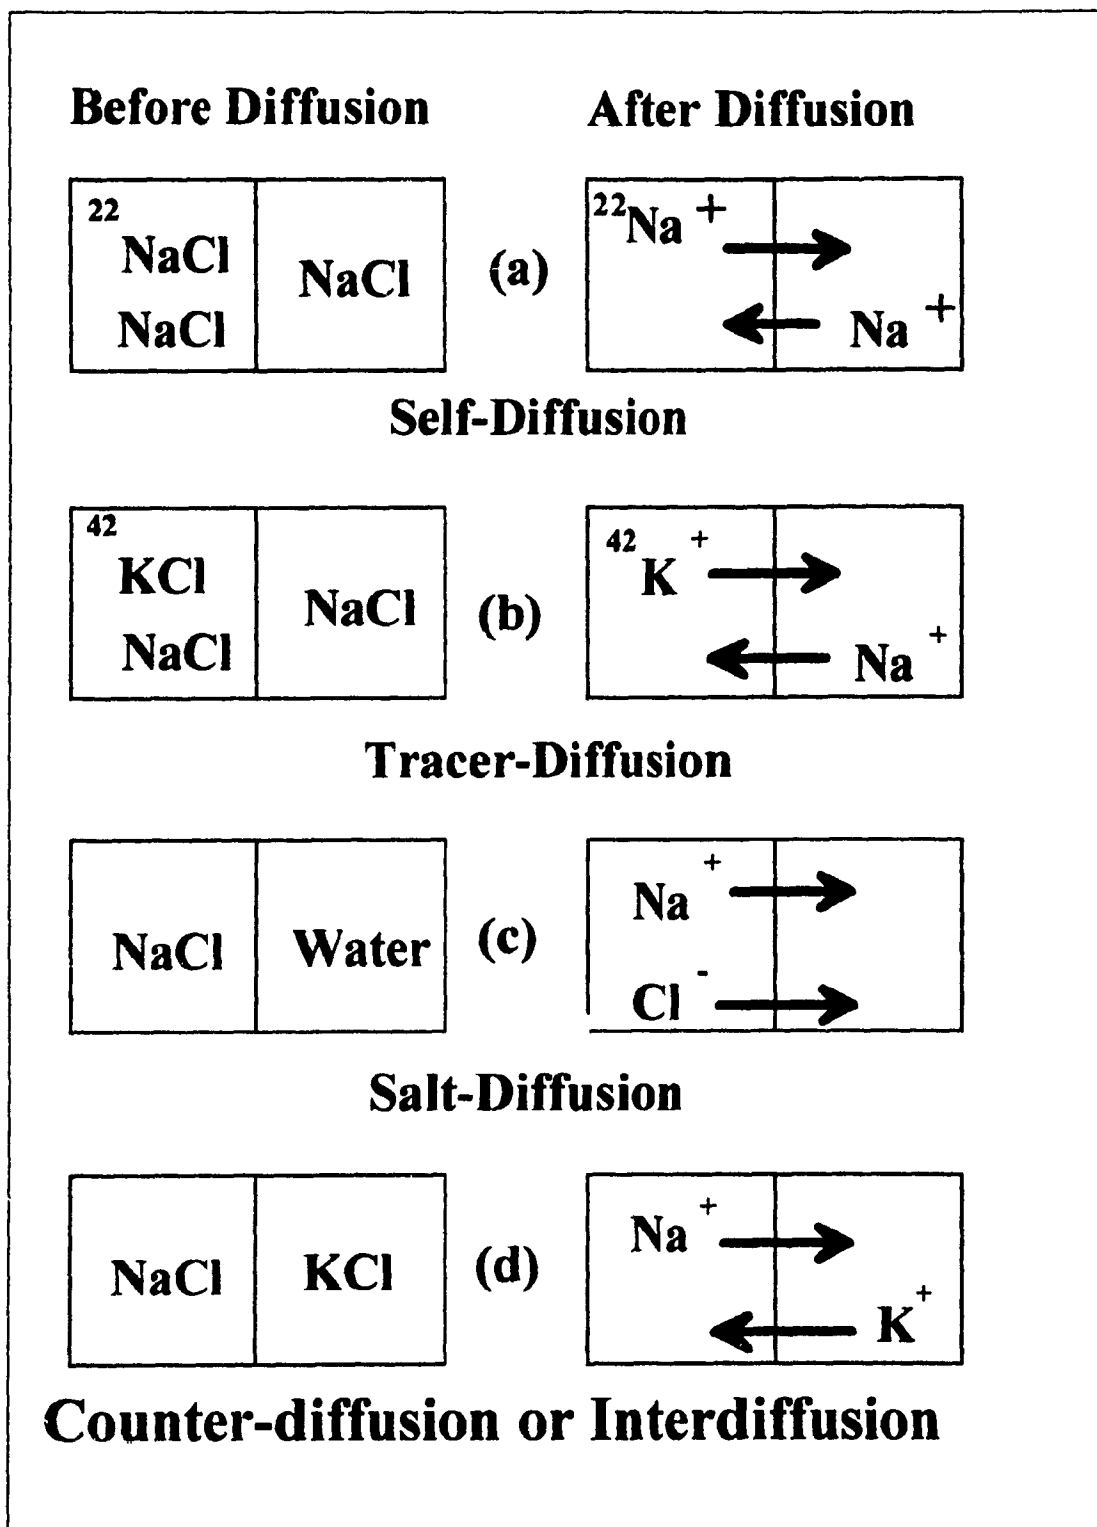 Before Diffusion After Diffusion
22
NaCl
NaCl
NaCl
(a)
22Na +
Na +
Self-Diffusion
42
KCl
NaCl
NaCl
(b)
42 K +
Na +
Tracer-Diffusion
NaCl
Water
(c)
Na +
Cl -
Salt-Diffusion
NaCl
KCl
(d)
Na +
K +
Counter-diffusion or Interdiffusion